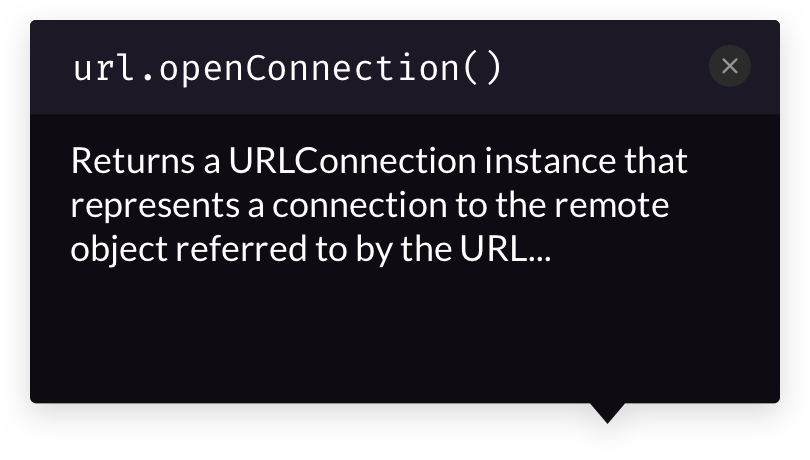 url.openConnection()
Returns a URLConnection instance that
represents a connection to the remote
object referred to by the URL...